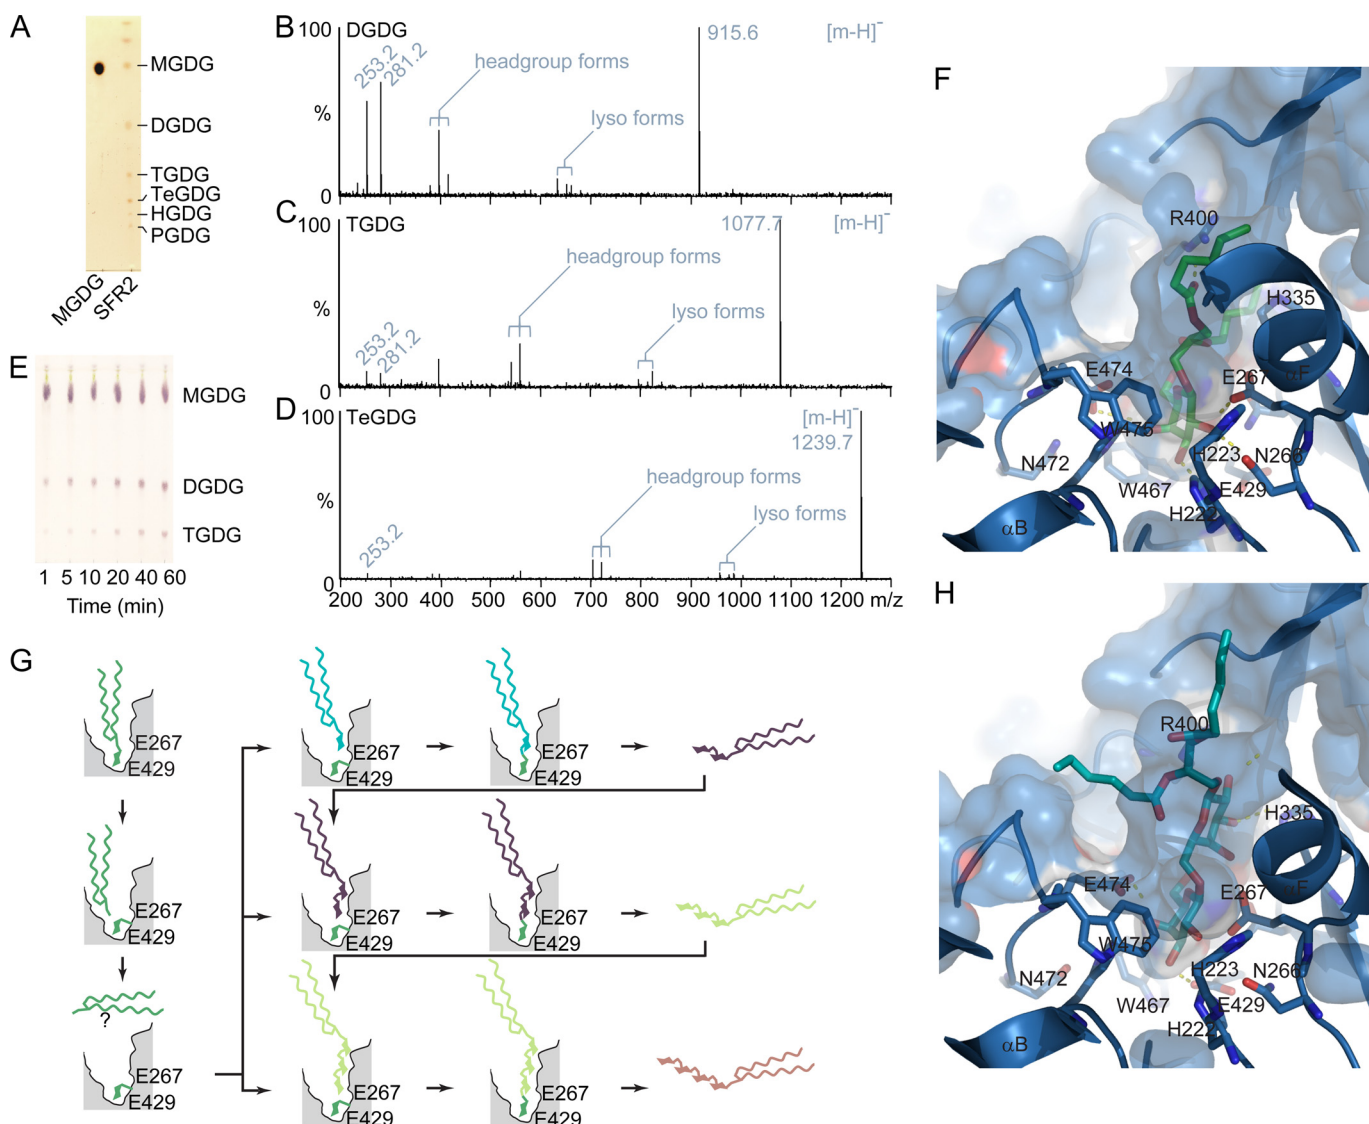 A
MGDG
DGDG
TGDG
TeGDG
HGDG
PGDG
MGDG
SFR2
B
100
DGDG
253.2
281.2
headgroup forms
lyso forms
915.6
[m-H]-
%
0
C
100
TGDG
1077.7
[m-H]-
headgroup forms
lyso forms
253.2
281.2
%
0
D
100
TeGDG
[m-H]-
1239.7
headgroup forms
lyso forms
253.2
%
0
200 300 400 500 600 700 800 900 1000 1100 1200 m/z
E
MGDG
DGDG
TGDG
1 5 10 20 40 60
Time (min)
F
R400
H335
E474
E267
αF
W475
H223
N266
N472
W467
E429
H222
αB
G
E267
E429
E267
E429
E267
E429
E267
E429
E267
E429
E267
E429
?
E267
E429
E267
E429
E267
E429
H
R400
H335
E474
E267
αF
W475
H223
N266
N472
W467
E429
H222
αB